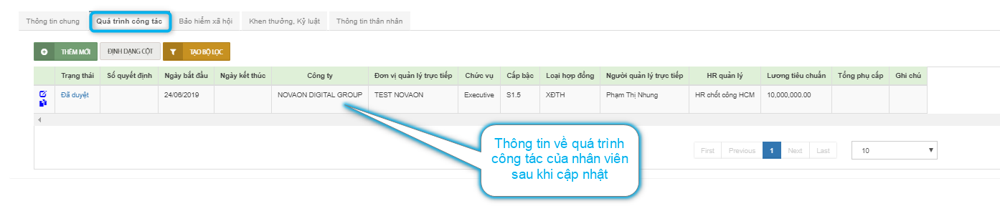 Thông tin chung Quá trình công tác Bảo hiểm xã hội Khen thưởng, Kỷ luật Thông tin thân nhân
THÊM MỚI ĐỊNH DẠNG CỘT TẠO BỘ LỌC
Trạng thái Số quyết định Ngày bắt đầu Ngày kết thúc Công ty Đơn vị quản lý trực tiếp Chức vụ Cấp bậc Loại hợp đồng Người quản lý trực tiếp HR quản lý Lương tiêu chuẩn Tổng phụ cấp Ghi chú
Đã duyệt 24/06/2019 NOVAON DIGITAL GROUP TEST NOVAON Executive S1.5 XĐTH Phạm Thị Nhung HR chốt công HCM 10,000,000.00
Thông tin về quá trình
công tác của nhân viên
sau khi cập nhật
First Previous 1 Next Last 10